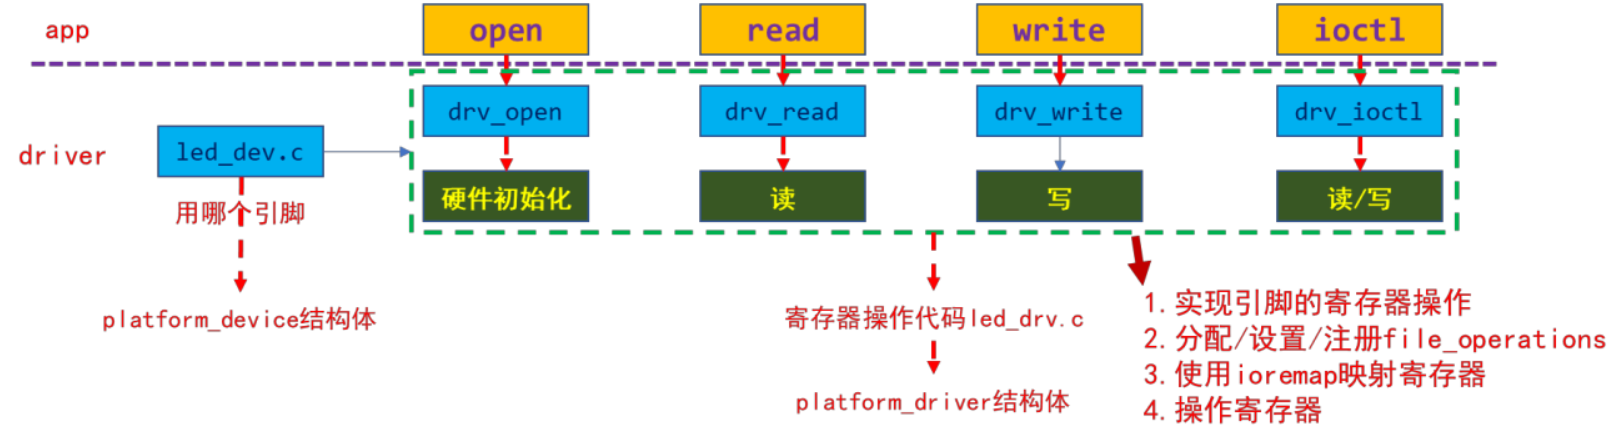 app
open
read
write
ioctl
driver
led_dev.c
drv_open
drv_read
drv_write
drv_ioctl
用哪个引脚
硬件初始化
读
写
读/写
platform_device结构体
寄存器操作代码led_drv.c
platform_driver结构体
1. 实现引脚的寄存器操作
2. 分配/设置/注册file_operations
3. 使用ioremap映射寄存器
4. 操作寄存器